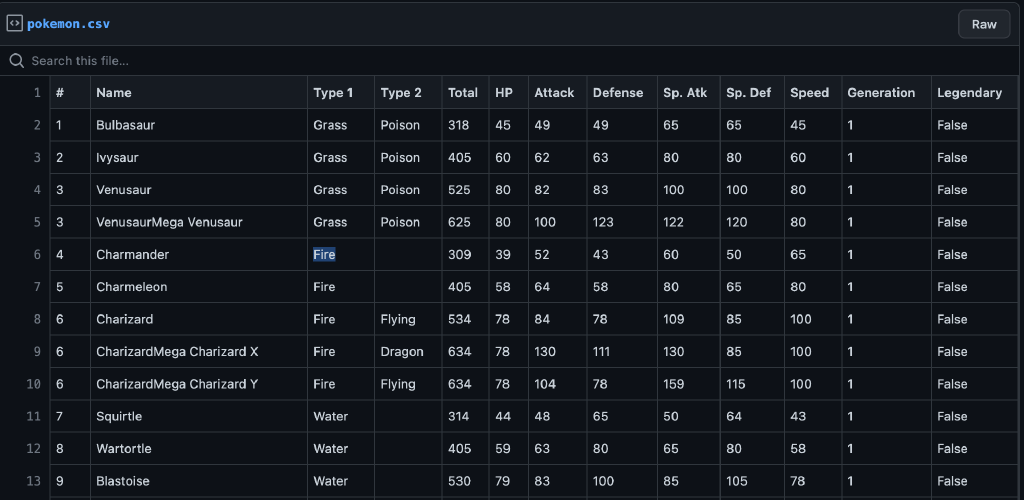 pokemon.csv Raw
Search this file...
1 # Name Type 1 Type 2 Total HP Attack Defense Sp. Atk Sp. Def Speed Generation Legendary
2 1 Bulbasaur Grass Poison 318 45 49 49 65 65 45 1 False
3 2 Ivysaur Grass Poison 405 60 62 63 80 80 60 1 False
4 3 Venusaur Grass Poison 525 80 82 83 100 100 80 1 False
5 3 VenusaurMega Venusaur Grass Poison 625 80 100 123 122 120 80 1 False
6 4 Charmander Fire 309 39 52 43 60 50 65 1 False
7 5 Charmeleon Fire 405 58 64 58 80 65 80 1 False
8 6 Charizard Fire Flying 534 78 84 78 109 85 100 1 False
9 6 CharizardMega Charizard X Fire Dragon 634 78 130 111 130 85 100 1 False
10 6 CharizardMega Charizard Y Fire Flying 634 78 104 78 159 115 100 1 False
11 7 Squirtle Water 314 44 48 65 50 64 43 1 False
12 8 Wartortle Water 405 59 63 80 65 80 58 1 False
13 9 Blastoise Water 530 79 83 100 85 105 78 1 False